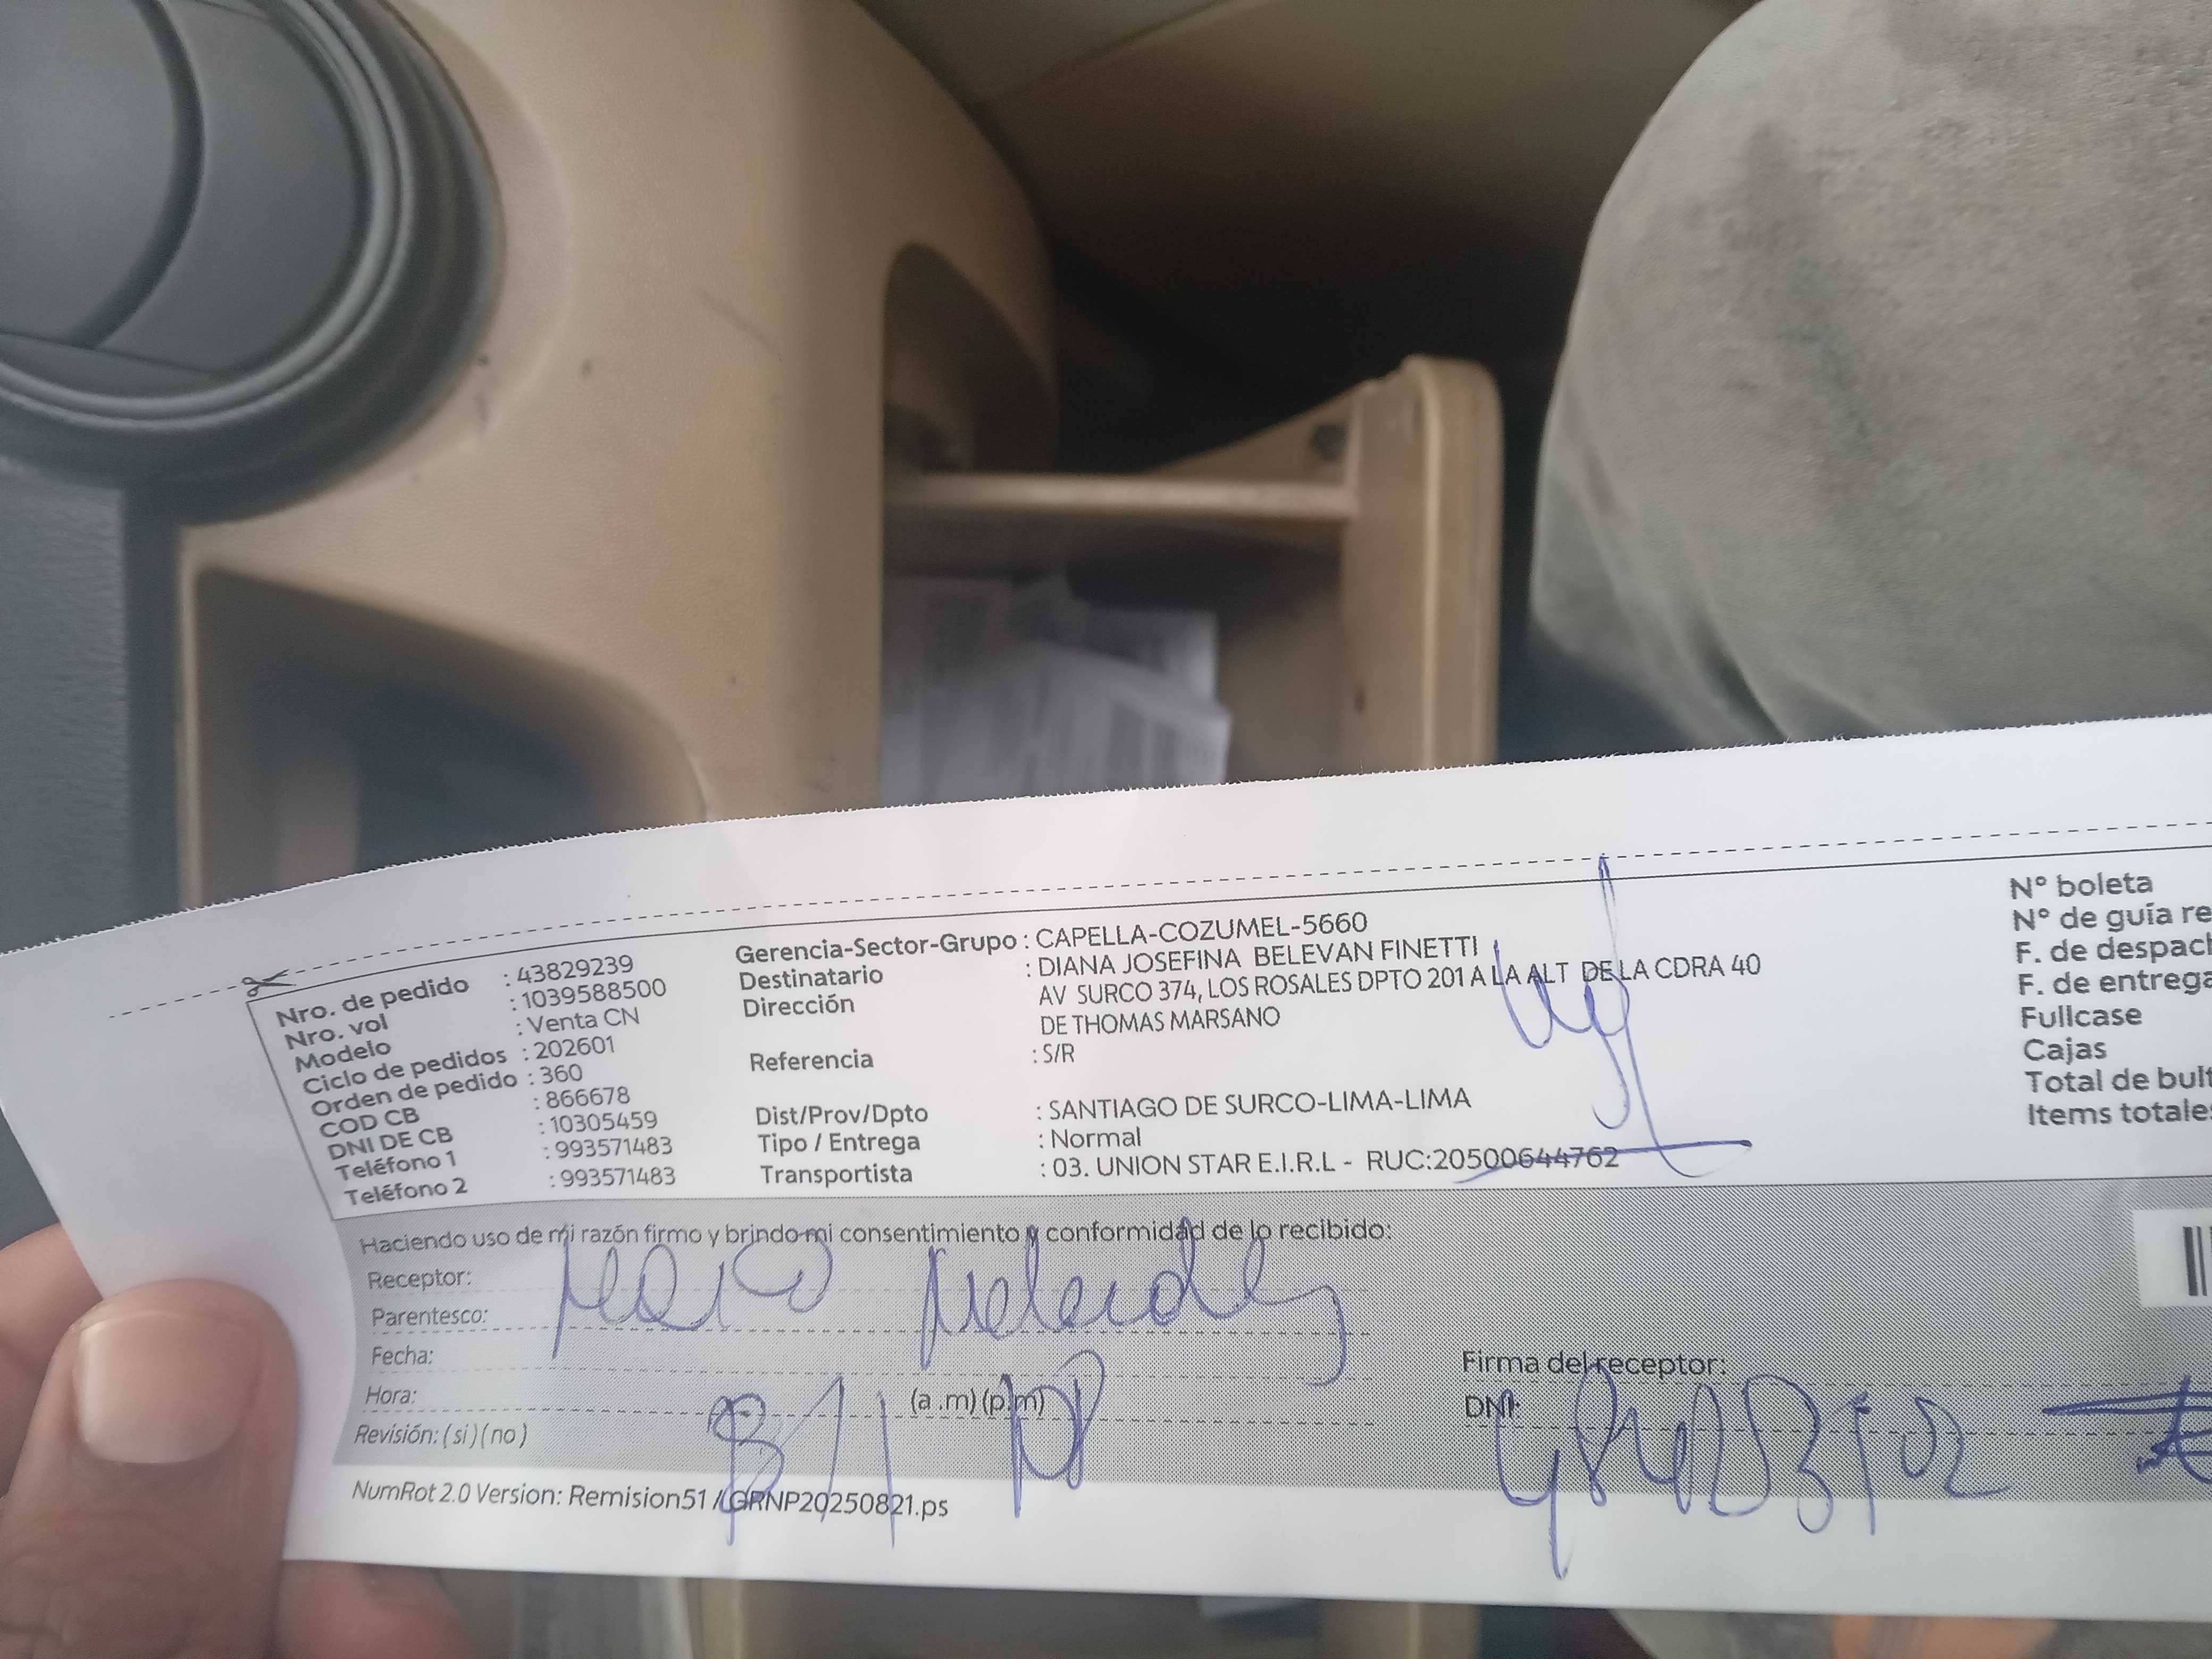 Nro. de pedido : 43829239
Nro. vol : 1039588500
Modelo : Venta CN
Ciclo de pedidos : 202601
Orden de pedido : 360
COD CB : 866678
DNI DE CB : 10305459
Teléfono 1 : 993571483
Teléfono 2 : 993571483
Gerencia-Sector-Grupo : CAPELLA-COZUMEL-5660
Destinatario : DIANA JOSEFINA BELEVAN FINETTI
Dirección AV SURCO 374, LOS ROSALES DPTO 201 A LA ALT DE LA CDRA 40
DE THOMAS MARSANO
Referencia : S/R
Dist/Prov/Dpto : SANTIAGO DE SURCO-LIMA-LIMA
Tipo / Entrega : Normal
Transportista : 03. UNION STAR E.I.R.L - RUC:20500644762
N° boleta
N° de guía re
F. de despach
F. de entrega
Fullcase
Cajas
Total de bult
Items totales
Haciendo uso de mi razón firmo y brindo mi consentimiento y conformidad de lo recibido:
Receptor:
Parentesco:
Fecha:
Hora: (a .m) (p.m)
Revisión: ( si ) ( no )
Firma del receptor:
DNI:
NumRot 2.0 Version: Remision51 / GRNP20250821.ps